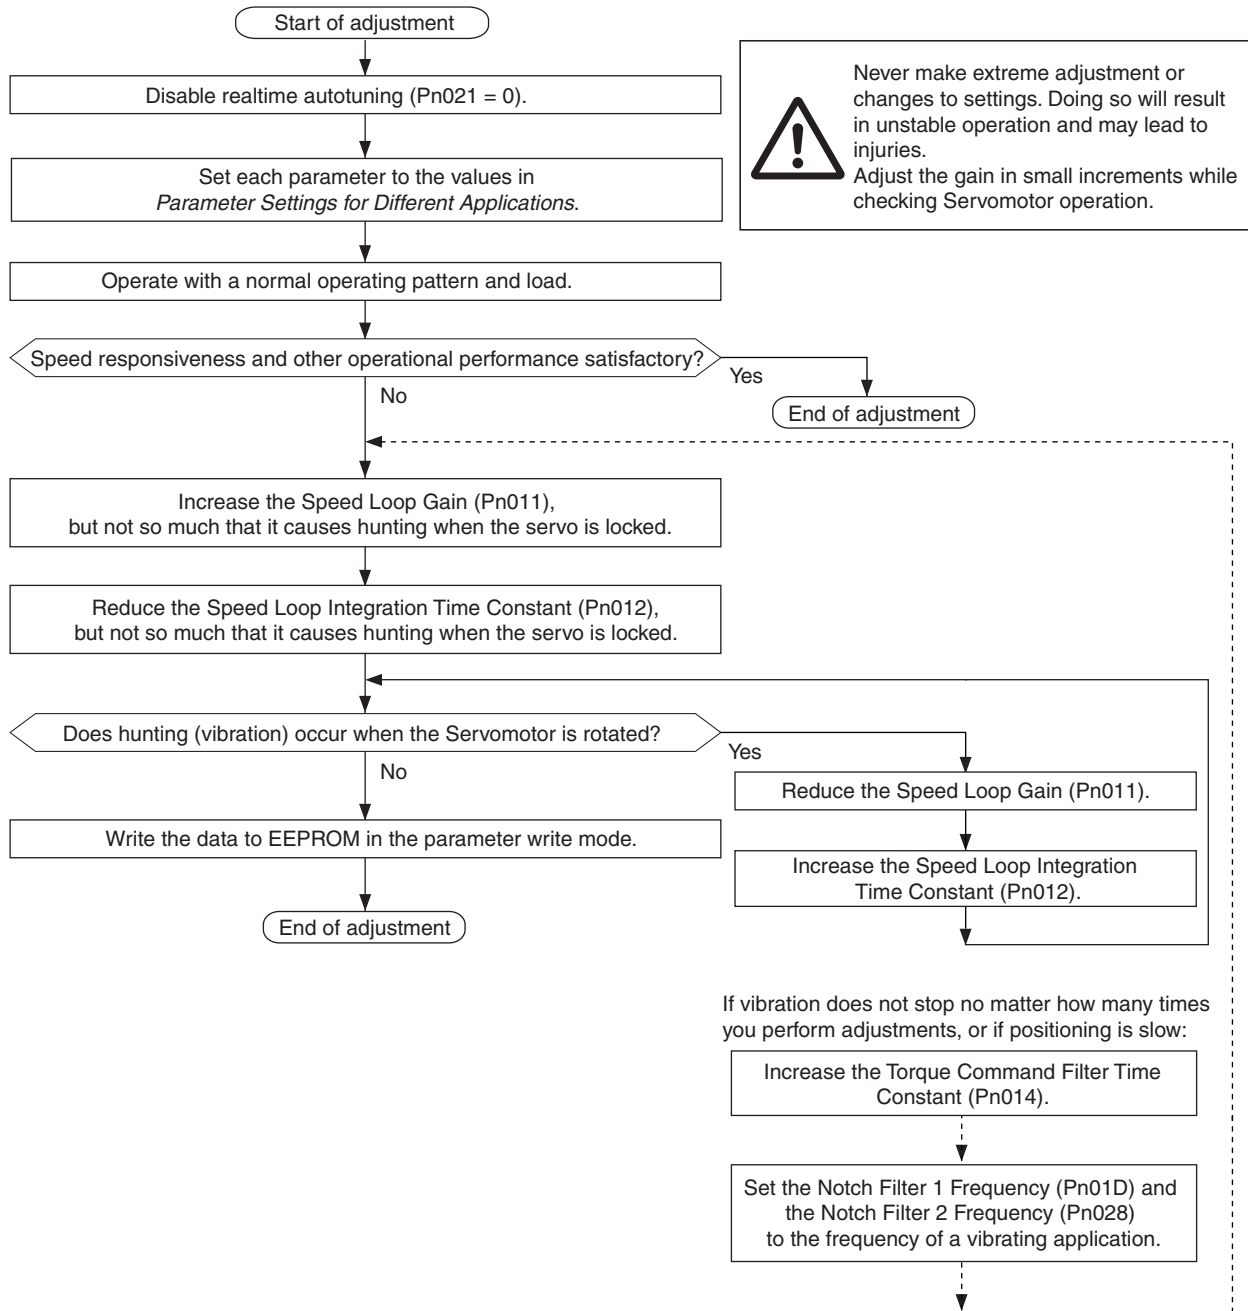 Start of adjustment
Disable realtime autotuning (Pn021 = 0).
Never make extreme adjustment or
changes to settings. Doing so will result
in unstable operation and may lead to
injuries.
Adjust the gain in small increments while
checking Servomotor operation.
Set each parameter to the values in
Parameter Settings for Different Applications.
Operate with a normal operating pattern and load.
Speed responsiveness and other operational performance satisfactory?
Yes
No
End of adjustment
Increase the Speed Loop Gain (Pn011),
but not so much that it causes hunting when the servo is locked.
Reduce the Speed Loop Integration Time Constant (Pn012),
but not so much that it causes hunting when the servo is locked.
Does hunting (vibration) occur when the Servomotor is rotated?
Yes
No
Reduce the Speed Loop Gain (Pn011).
Write the data to EEPROM in the parameter write mode.
Increase the Speed Loop Integration
Time Constant (Pn012).
End of adjustment
If vibration does not stop no matter how many times
you perform adjustments, or if positioning is slow:
Increase the Torque Command Filter Time
Constant (Pn014).
Set the Notch Filter 1 Frequency (Pn01D) and
the Notch Filter 2 Frequency (Pn028)
to the frequency of a vibrating application.